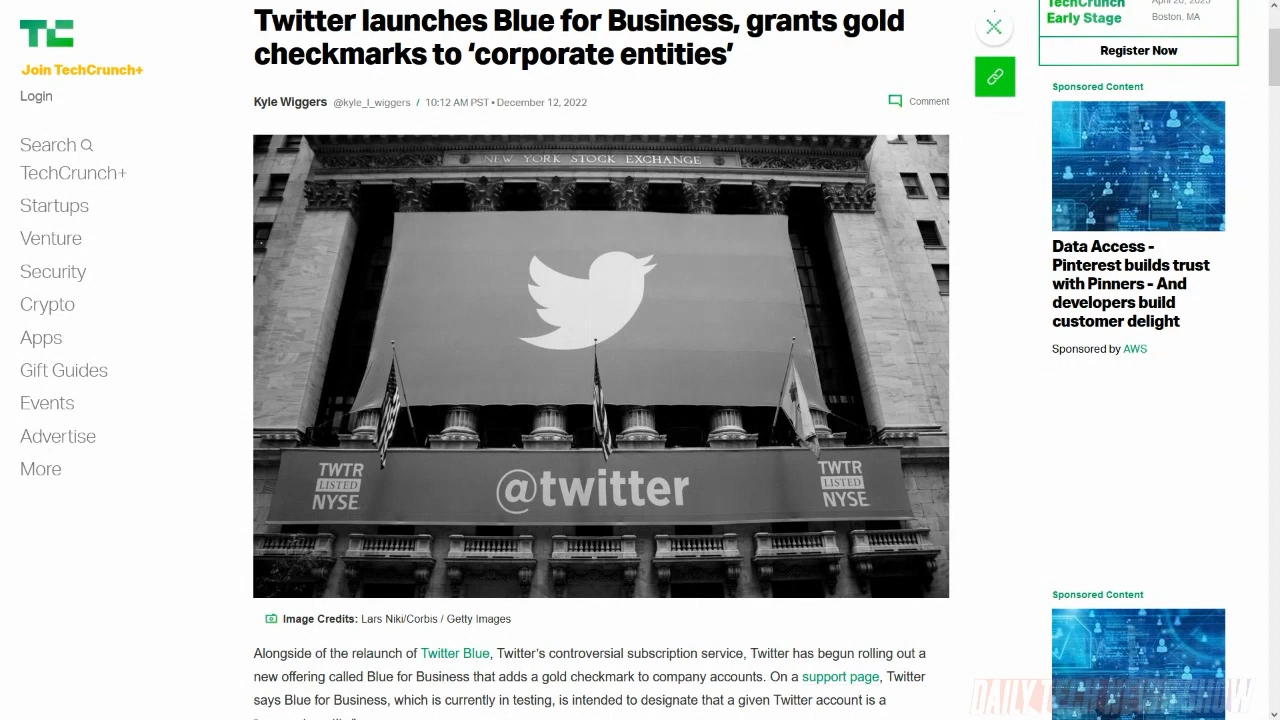 TC
Join TechCrunch+
Login
Search
TechCrunch+
Startups
Venture
Security
Crypto
Apps
Gift Guides
Events
Advertise
More
Twitter launches Blue for Business, grants gold
checkmarks to ‘corporate entities’
Kyle Wiggers @kyle_l_wiggers / 10:12 AM PST • December 12, 2022
Comment
NEW YORK STOCK EXCHANGE
TWTR
LISTED
NYSE
@twitter
TWTR
LISTED
NYSE
Image Credits: Lars Niki/Corbis / Getty Images
Alongside of the relaunch of Twitter Blue, Twitter’s controversial subscription service, Twitter has begun rolling out a
new offering called Blue for Business that adds a gold checkmark to company accounts. On a support page, Twitter
says Blue for Business, which is currently in testing, is intended to designate that a given Twitter account is a
TechCrunch
Early Stage
April 20, 2023
Boston, MA
Register Now
Sponsored Content
Data Access -
Pinterest builds trust
with Pinners - And
developers build
customer delight
Sponsored by AWS
Sponsored Content